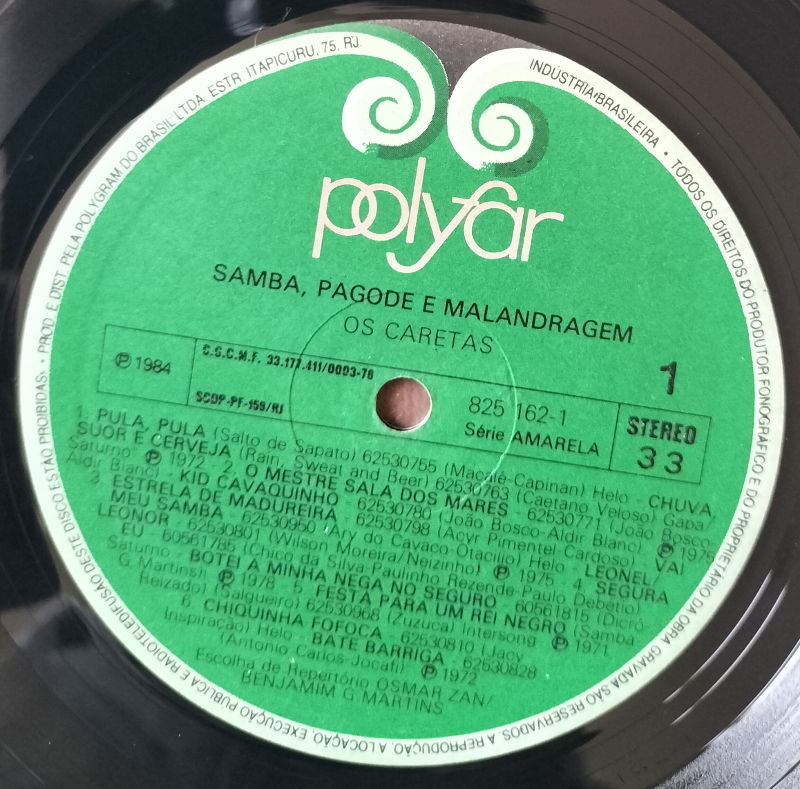 PROD. E DIST. PELA POLYGRAM DO BRASIL LTDA. ESTR. ITAPICURU, 75, RJ.
INDÚSTRIA BRASILEIRA • TODOS OS DIREITOS DO PRODUTOR FONOGRÁFICO E DO PROPRIETÁRIO DA OBRA GRAVADA SÃO RESERVADOS. A REPRODUÇÃO, A LOCAÇÃO, EXECUÇÃO PÚBLICA E RADIOTELEDIFUSÃO DESTE DISCO ESTÃO PROIBIDAS •
polyfar
SAMBA, PAGODE E MALANDRAGEM
OS CARETAS
1
℗ 1984
C.G.C.M.F. 33.177.411/0003-78
SCDP-PF-159/RJ
825 162-1
Série AMARELA
STEREO
33
1. PULA, PULA (Salto de Sapato) 62530755 (Macalé-Capinan) Helo - CHUVA,
SUOR E CERVEJA (Rain, Sweat and Beer) 62530763 (Caetano Veloso) Gapa/
Saturno ℗ 1972 - 2. O MESTRE SALA DOS MARES - 62530771 (João Bosco-
Aldir Blanc) - KID CAVAQUINHO - 62530780 (João Bosco-Aldir Blanc) ℗ 1975
3. ESTRELA DE MADUREIRA - 62530798 (Acyr Pimentel-Cardoso) - VAI
MEU SAMBA - 62530950 (Ary do Cavaco-Otacilio) Helo - LEONEL/
LEONOR - 62530801 (Wilson Moreira/Neizinho) ℗ 1975 - 4. SEGURA
EU - 60561785 (Chico da Silva-Paulinho Rezende-Paulo Debétio)
Saturno - BOTEI A MINHA NEGA NO SEGURO - 60561815 (Dicró
G. Martins) ℗ 1978 - 5. FESTA PARA UM REI NEGRO (Samba
Reizado) (Salgueiro) 62530968 (Zuzuca) Intersong ℗ 1971
6. CHIQUINHA FOFOCA - 62530810 (Jacy
Inspiração) Helo - BATE BARRIGA - 62530828
(Antonio Carlos-Jocafi) ℗ 1972
Escolha de Repertório OSMAR ZAN/
BENJAMIM G MARTINS